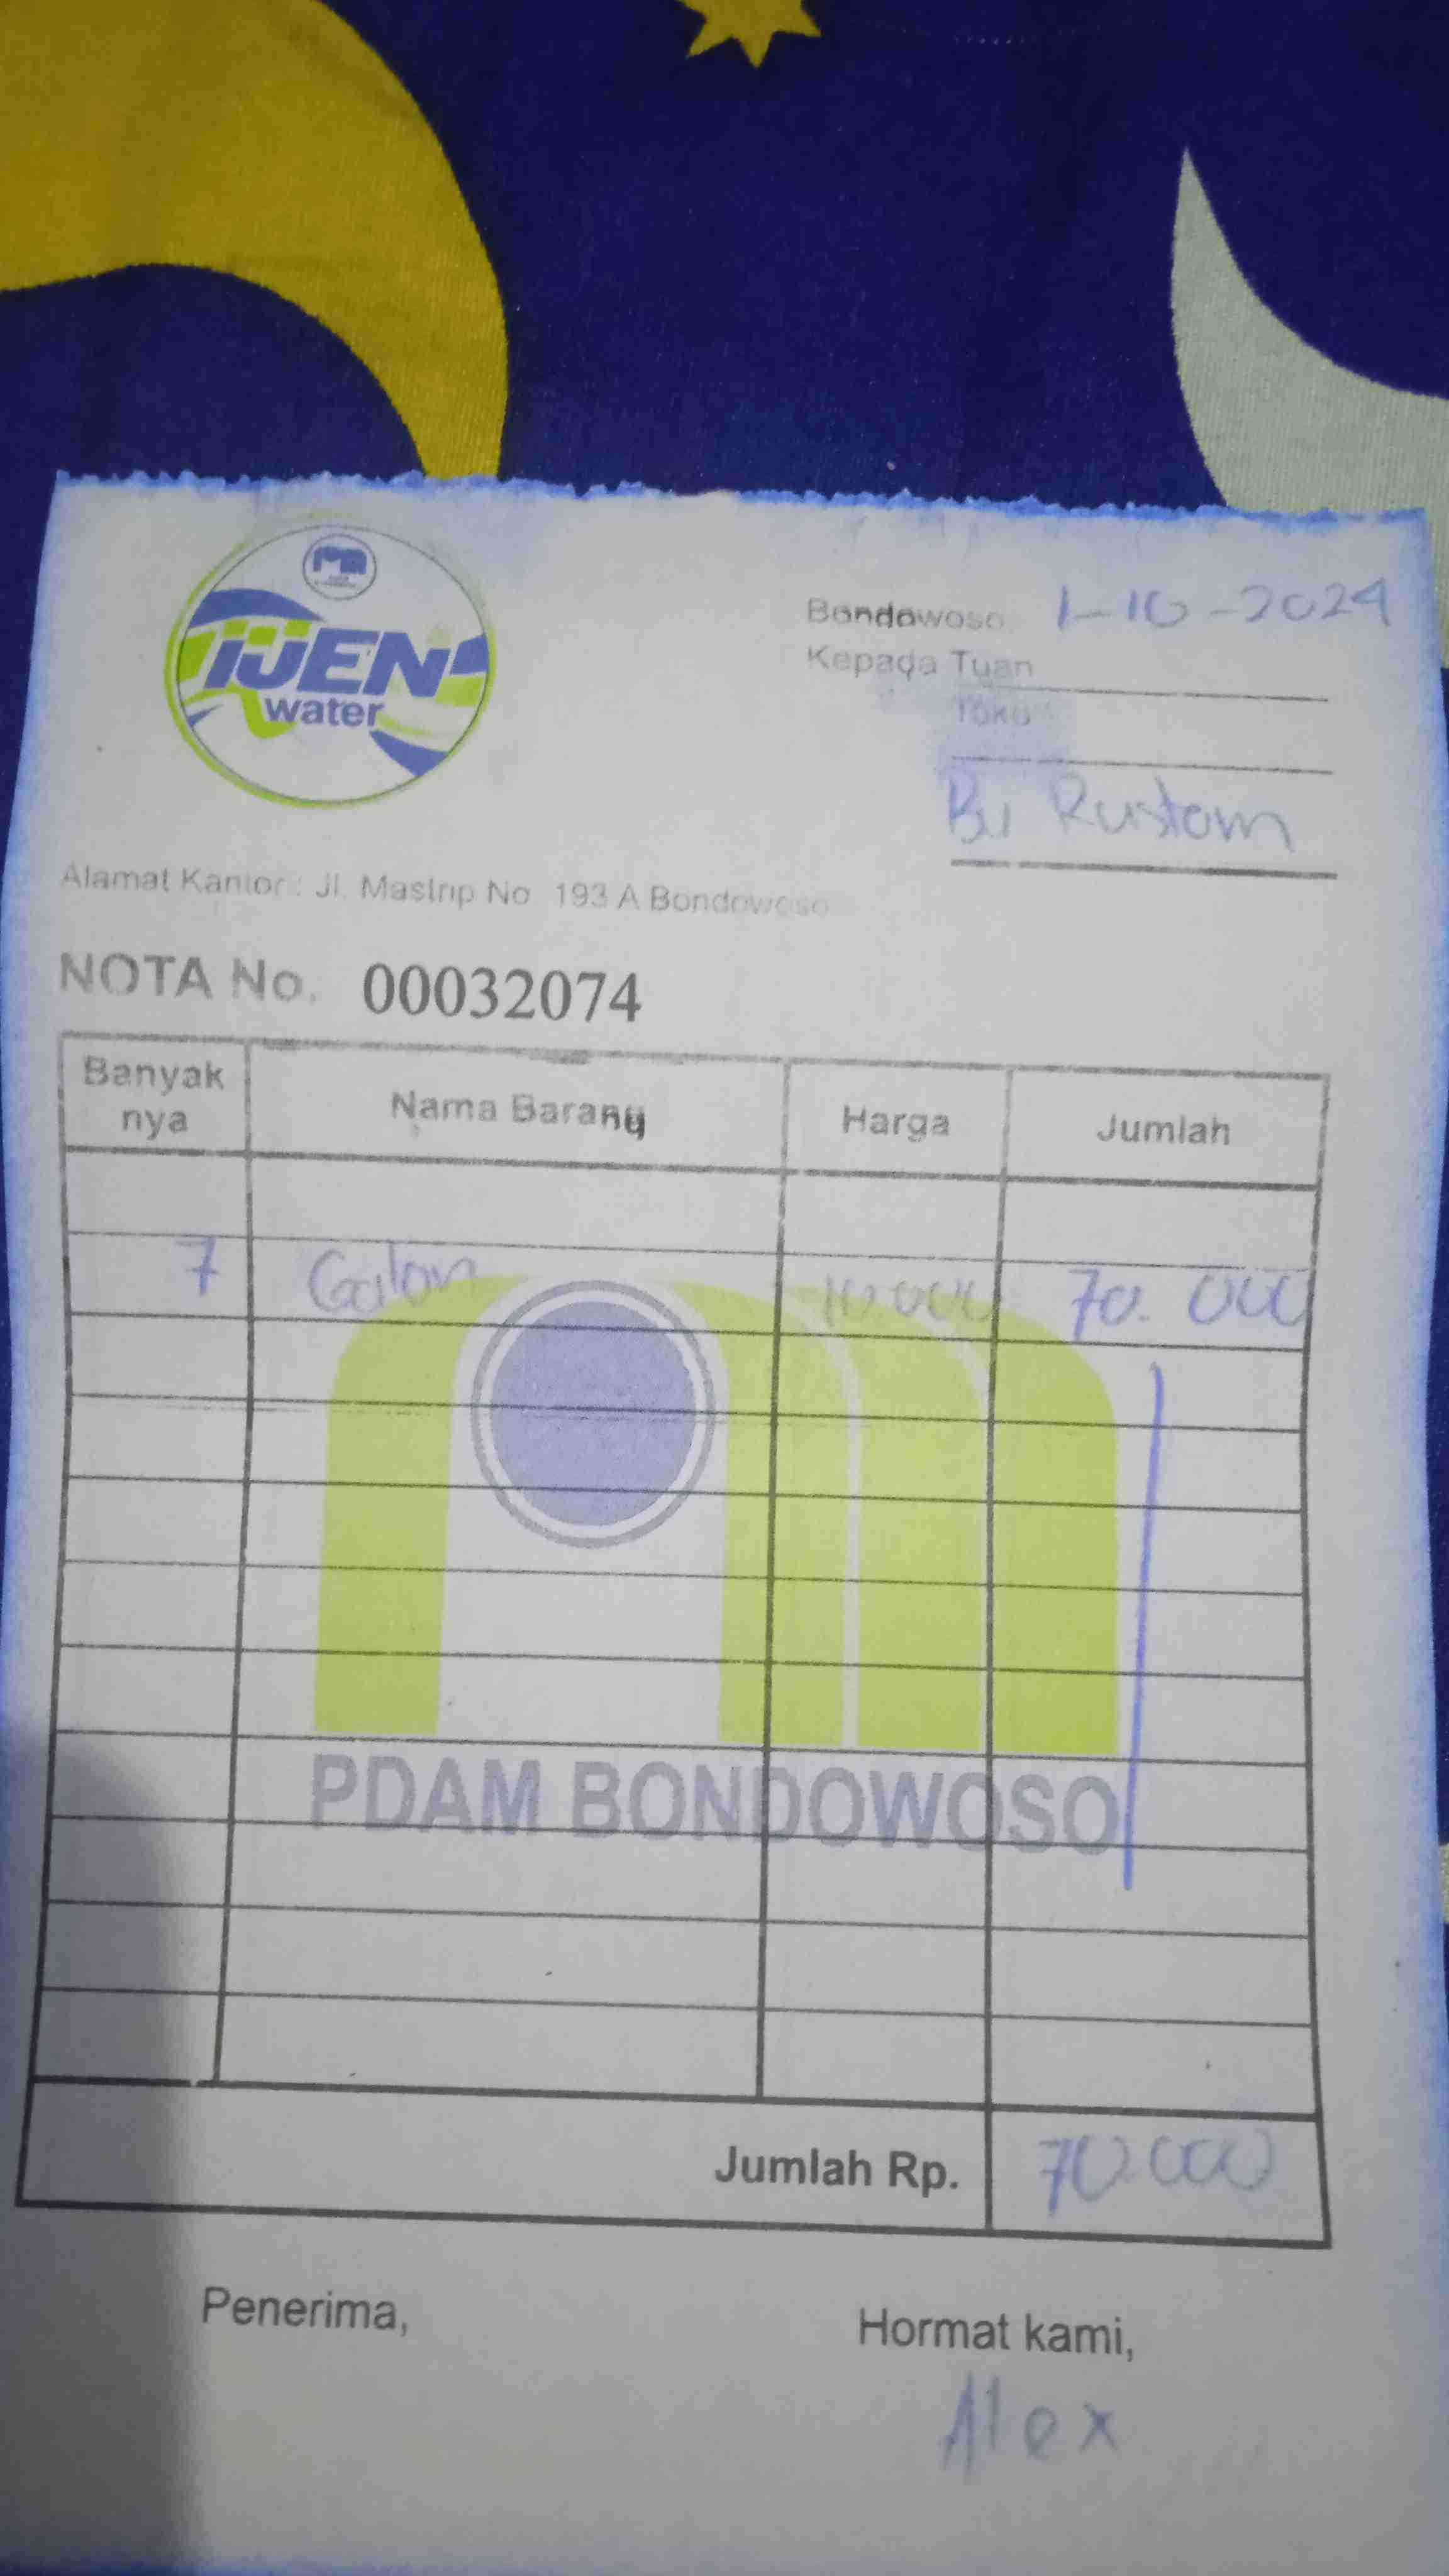 iJEN
water
Bondowoso 1-10-2024
Kepada Tuan
Toko
Bu Rustam
Alamat Kantor : Jl. Mastrip No. 193 A Bondowoso
NOTA No. 00032074
Banyak nya Nama Barang Harga Jumlah
7 Galon 10.000 70.000
PDAM BONDOWOSO
Jumlah Rp. 70.000
Penerima, Hormat kami,
Alex